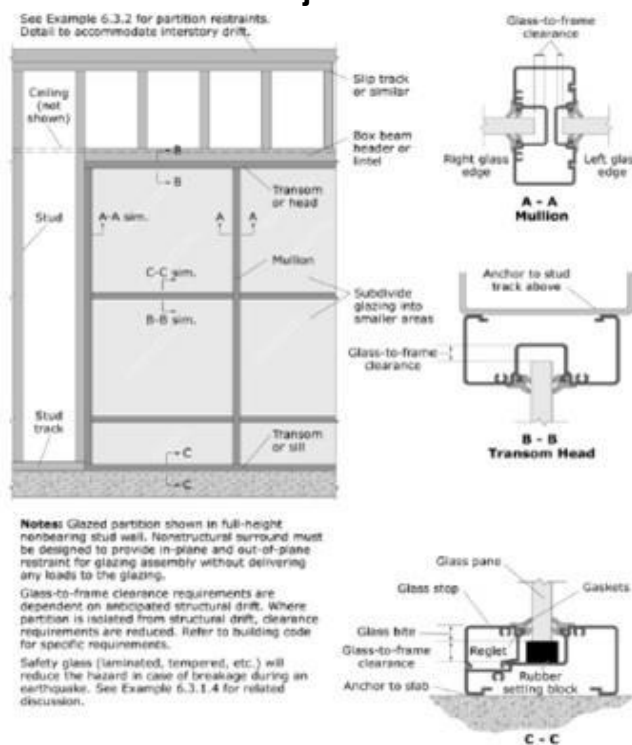 See Example 6.3.2 for partition restraints.
Detail to accommodate interstory drift.
Ceiling
(not
shown)
Slip track
or similar
Box beam
header or
lintel
B
B
Transom
or head
Stud
A-A sim.
A
A
Mullion
C-C sim.
B-B sim.
Subdivide
glazing into
smaller areas
Stud
track
C
C
Transom
or sill
Glass-to-frame
clearance
Right glass
edge
Left glass
edge
A - A
Mullion
Anchor to stud
track above
Glass-to-frame
clearance
B - B
Transom Head
Notes: Glazed partition shown in full-height
nonbearing stud wall. Nonstructural surround must
be designed to provide in-plane and out-of-plane
restraint for glazing assembly without delivering
any loads to the glazing.
Glass-to-frame clearance requirements are
dependent on anticipated structural drift. Where
partition is isolated from structural drift, clearance
requirements are reduced. Refer to building code
for specific requirements.
Safety glass (laminated, tempered, etc.) will
reduce the hazard in case of breakage during an
earthquake. See Example 6.3.1.4 for related
discussion.
Glass pane
Glass stop
Gaskets
Glass bite
Glass-to-frame
clearance
Reglet
Rubber
setting block
Anchor to slab
C - C